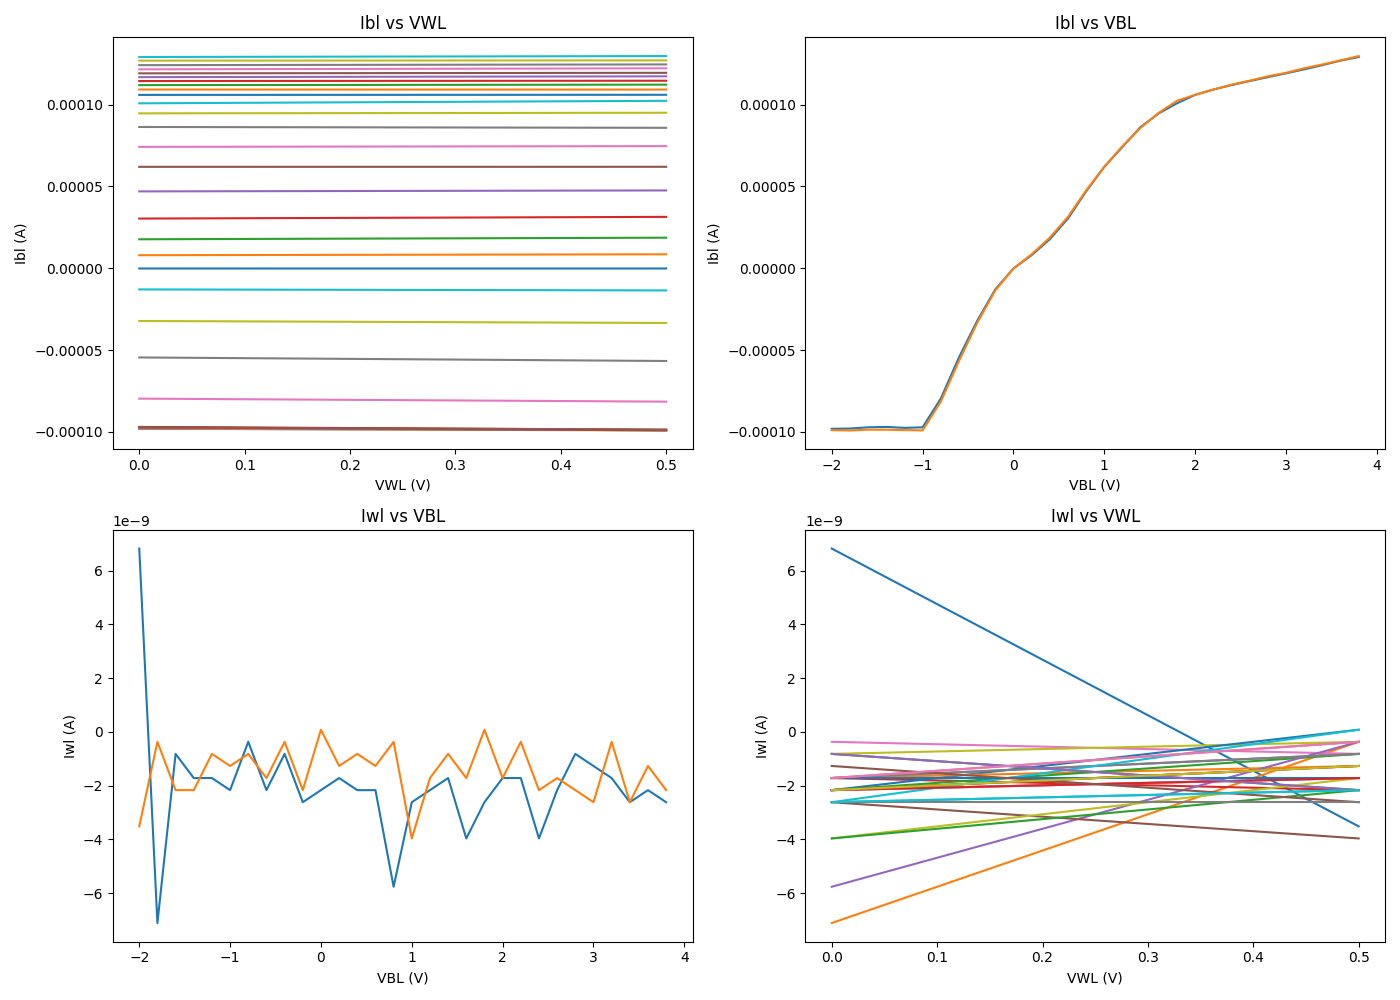 Ibl vs VWL
Ibl (A)
0.00010
0.00005
0.00000
−0.00005
−0.00010
0.0 0.1 0.2 0.3 0.4 0.5
VWL (V)
Ibl vs VBL
Ibl (A)
0.00010
0.00005
0.00000
−0.00005
−0.00010
−2 −1 0 1 2 3 4
VBL (V)
Iwl vs VBL
1e−9
Iwl (A)
6
4
2
0
−2
−4
−6
−2 −1 0 1 2 3 4
VBL (V)
Iwl vs VWL
1e−9
Iwl (A)
6
4
2
0
−2
−4
−6
0.0 0.1 0.2 0.3 0.4 0.5
VWL (V)